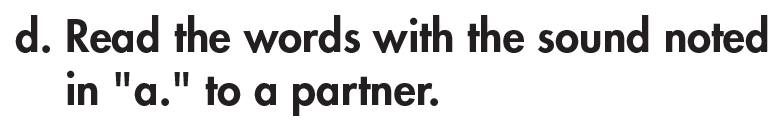 d. Read the words with the sound noted
in "a." to a partner.